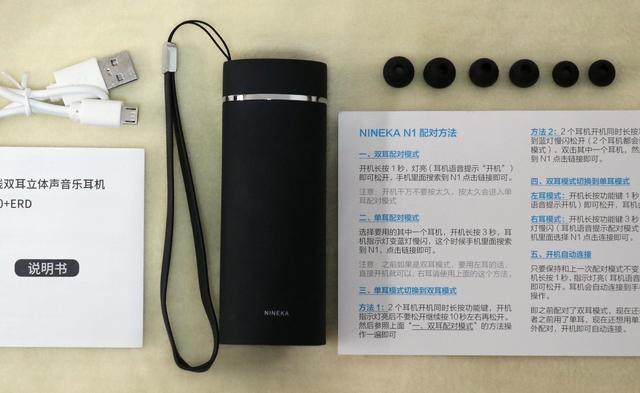 线双耳立体声音乐耳机
0+ERD
说明书
NINEKA
NINEKA N1 配对方法
一、双耳配对模式
开机长按 1 秒，灯亮（耳机语音提示“开机”）
即可松开，手机里面搜索到 N1 点击链接即可。
注意：开机千万不要按太久，按太久会进入单
耳配对模式
二、单耳配对模式
选择要用的其中一个耳机，开机长按 3 秒，耳
机指示灯变蓝灯慢闪，这个时候手机里面搜索
到 N1，点击链接即可。
注意：之前如果是双耳模式，要用左耳的话，
直接开机就可以，右耳请使用上面的这个方法，
三、单耳模式切换到双耳模式
方法 1：2 个耳机开机同时长按功能键，开机
指示灯亮后不要松开继续按 10 秒左右再松开。
然后参照上面“一、双耳配对模式”的方法操
作一遍即可
方法 2：2 个耳机开机同时长按
到蓝灯慢闪松开（2 个耳机都会
模式），双击其中一个耳机，然
到 N1 点击链接即可。
四、双耳模式切换到单耳模式
左耳模式：开机长按功能键 1 秒
语音提示开机）即可松开，耳机
右耳模式：开机长按功能键 3 秒
灯慢闪（耳机语音提示配对模式
机里面选择 N1 点击连接即可。
五、开机自动连接
只要保持和上一次配对模式不变
机长按 1 秒，指示灯亮（耳机语音
即可松开。耳机会自动连接到手
操作。
即之前配对了双耳模式，现在还
者之前用了单耳，现在还想用单
外配对，开机即可自动连接。